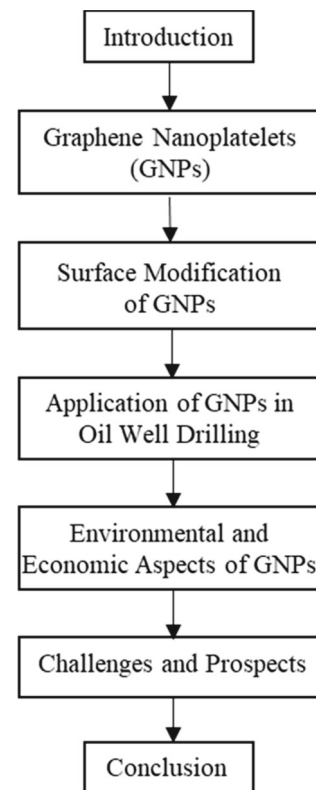 Introduction
Graphene Nanoplatelets
(GNPs)
Surface Modification
of GNPs
Application of GNPs in
Oil Well Drilling
Environmental and
Economic Aspects of GNPs
Challenges and Prospects
Conclusion